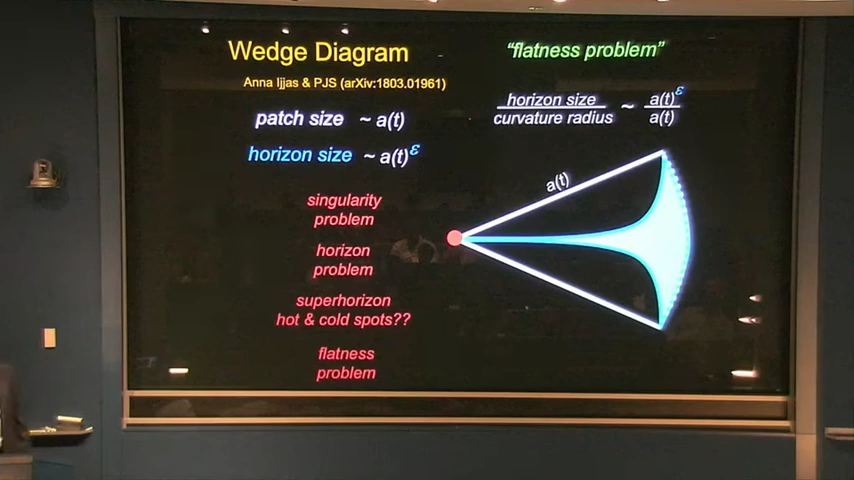 Wedge Diagram
Anna Ijjas & PJS (arXiv:1803.01961)
patch size ~ a(t)
horizon size ~ a(t)^ε
singularity
problem
horizon
problem
superhorizon
hot & cold spots??
flatness
problem
“flatness problem”
horizon size ~ a(t)^ε
curvature radius a(t)
a(t)